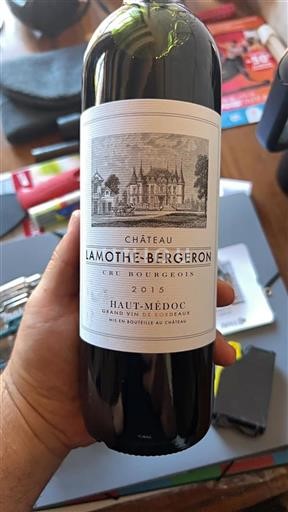 CHÂTEAU
LAMOTHE-BERGERON
CRU BOURGEOIS
2015
HAUT-MÉDOC
GRAND VIN DE BORDEAUX
MIS EN BOUTEILLE AU CHÂTEAU